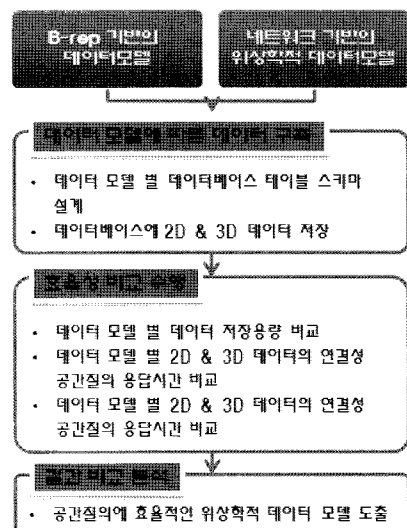 B-rep 기반의
데이터모델
네트워크 기반의
위상학적 데이터모델
데이터 모델에 따른 데이터 구축
• 데이터 모델 별 데이터베이스 테이블 스키마
설계
• 데이터베이스에 2D & 3D 데이터 저장
효율성 비교 수행
• 데이터 모델 별 데이터 저장용량 비교
• 데이터 모델 별 2D & 3D 데이터의 연결성
공간질의 응답시간 비교
• 데이터 모델 별 2D & 3D 데이터의 연결성
공간질의 응답시간 비교
결과 비교 분석
• 공간질의에 효율적인 위상학적 데이터 모델 도출